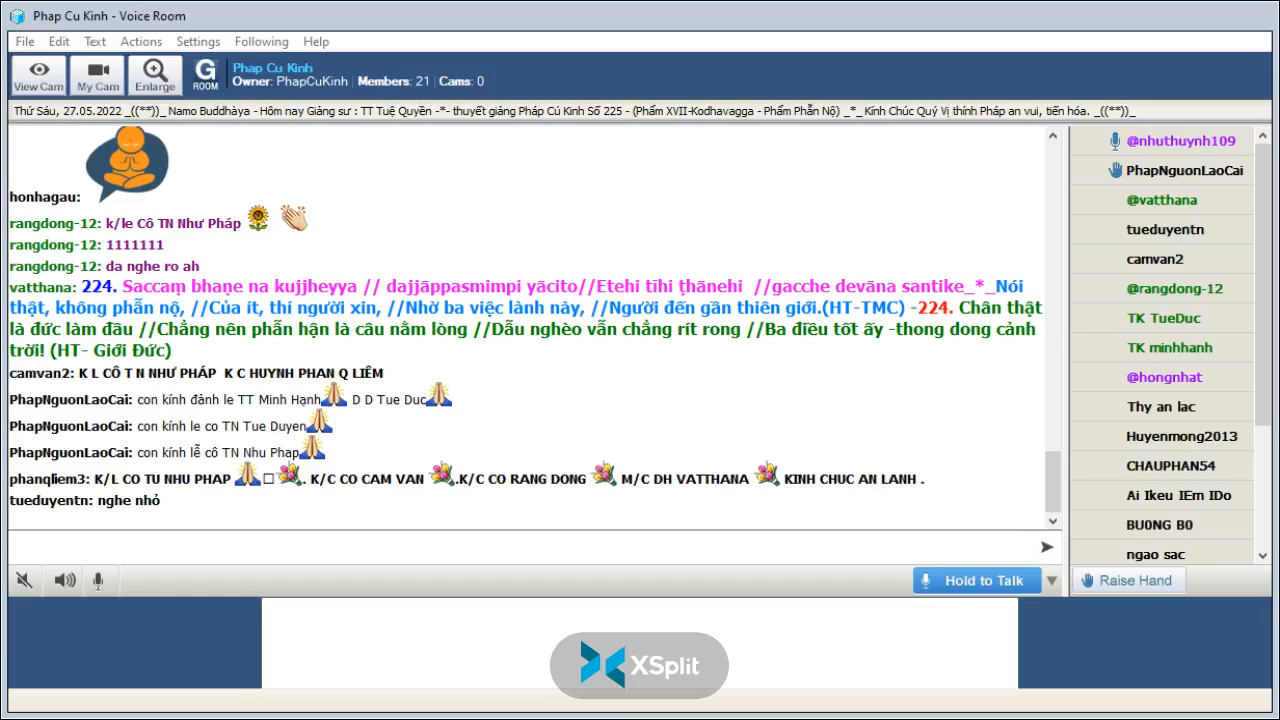 Phap Cu Kinh - Voice Room
File Edit Text Actions Settings Following Help
View Cam My Cam Enlarge G ROOM
Phap Cu Kinh
Owner: PhapCuKinh | Members: 21 | Cams: 0
Thứ Sáu, 27.05.2022 _((**))_ Namo Buddhàya - Hôm nay Giảng sư : TT Tuệ Quyền -*- thuyết giảng Pháp Cú Kinh Số 225 - (Phẩm XVII-Kodhavagga - Phẩm Phẫn Nộ) _*_ Kính Chúc Quý Vị thính Pháp an vui, tiến hóa. _((**))_
honhagau:
rangdong-12: k/le Cô TN Như Pháp
rangdong-12: 1111111
rangdong-12: da nghe ro ah
vatthana: 224. Saccaṃ bhaṇe na kujjheyya // dajjāppasmimpi yācito//Etehi tīhi ṭhānehi //gacche devāna santike_*_Nói
thật, không phẫn nộ, //Của ít, thí người xin, //Nhờ ba việc lành này, //Người đến gần thiên giới.(HT-TMC) -224. Chân thật
là đức làm đầu //Chẳng nên phẫn hận là câu nằm lòng //Dẫu nghèo vẫn chẳng rít rong //Ba điều tốt ấy -thong dong cảnh
trời! (HT- Giới Đức)
camvan2: K L CÔ T N NHƯ PHÁP K C HUYNH PHAN Q LIÊM
PhapNguonLaoCai: con kính đảnh le TT Minh Hạnh D D Tue Duc
PhapNguonLaoCai: con kính le co TN Tue Duyen
PhapNguonLaoCai: con kính lễ cô TN Nhu Phap
phanqliem3: K/L CO TU NHU PHAP □ . K/C CO CAM VAN .K/C CO RANG DONG M/C DH VATTHANA KINH CHUC AN LANH .
tueduyentn: nghe nhỏ
@nhuthuynh109
PhapNguonLaoCai
@vatthana
tueduyentn
camvan2
@rangdong-12
TK TueDuc
TK minhhanh
@hongnhat
Thy an lac
Huyenmong2013
CHAUPHAN54
Ai Ikeu IEm IDo
BU0NG B0
ngao sac
Hold to Talk
Raise Hand
XSplit